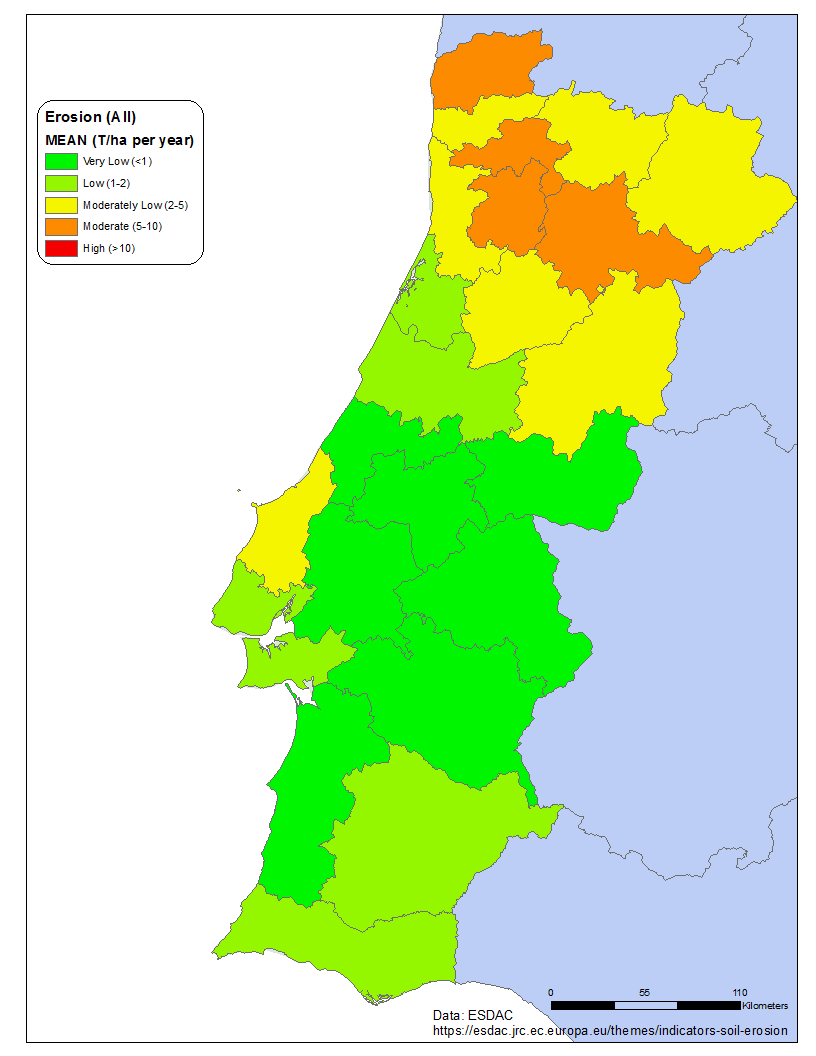 Erosion (All)
MEAN (T/ha per year)
Very Low (<1)
Low (1-2)
Moderately Low (2-5)
Moderate (5-10)
High (>10)
0 55 110
Kilometers
Data: ESDAC
https://esdac.jrc.ec.europa.eu/themes/indicators-soil-erosion